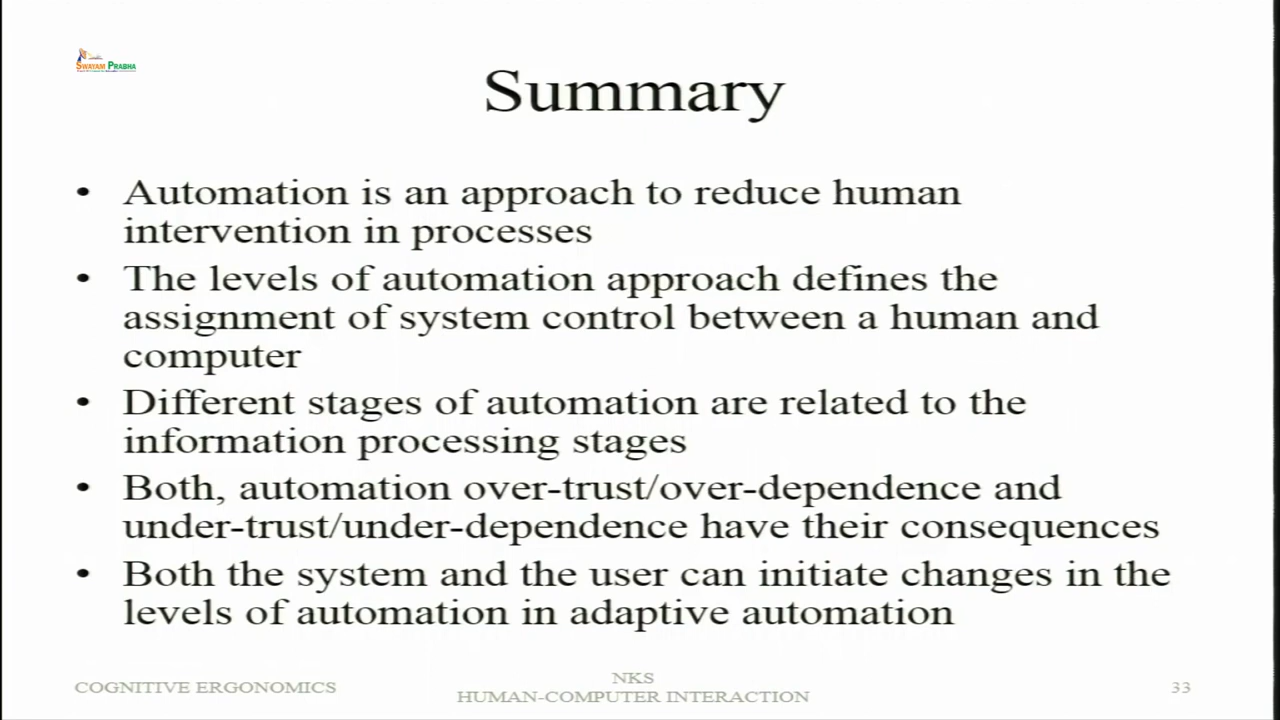 SWAYAM PRABHA
Summary
• Automation is an approach to reduce human
intervention in processes
• The levels of automation approach defines the
assignment of system control between a human and
computer
• Different stages of automation are related to the
information processing stages
• Both, automation over-trust/over-dependence and
under-trust/under-dependence have their consequences
• Both the system and the user can initiate changes in the
levels of automation in adaptive automation
COGNITIVE ERGONOMICS
NKS
HUMAN-COMPUTER INTERACTION
33